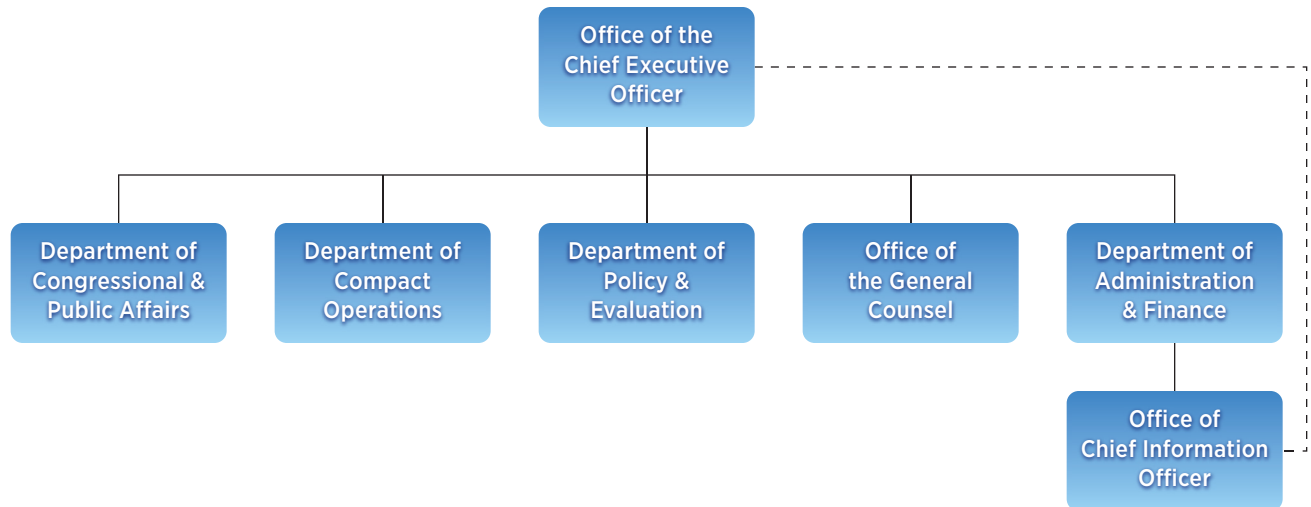 Office of the
Chief Executive
Officer
Department of
Congressional &
Public Affairs
Department of
Compact
Operations
Department of
Policy &
Evaluation
Office of
the General
Counsel
Department of
Administration
& Finance
Office of
Chief Information
Officer